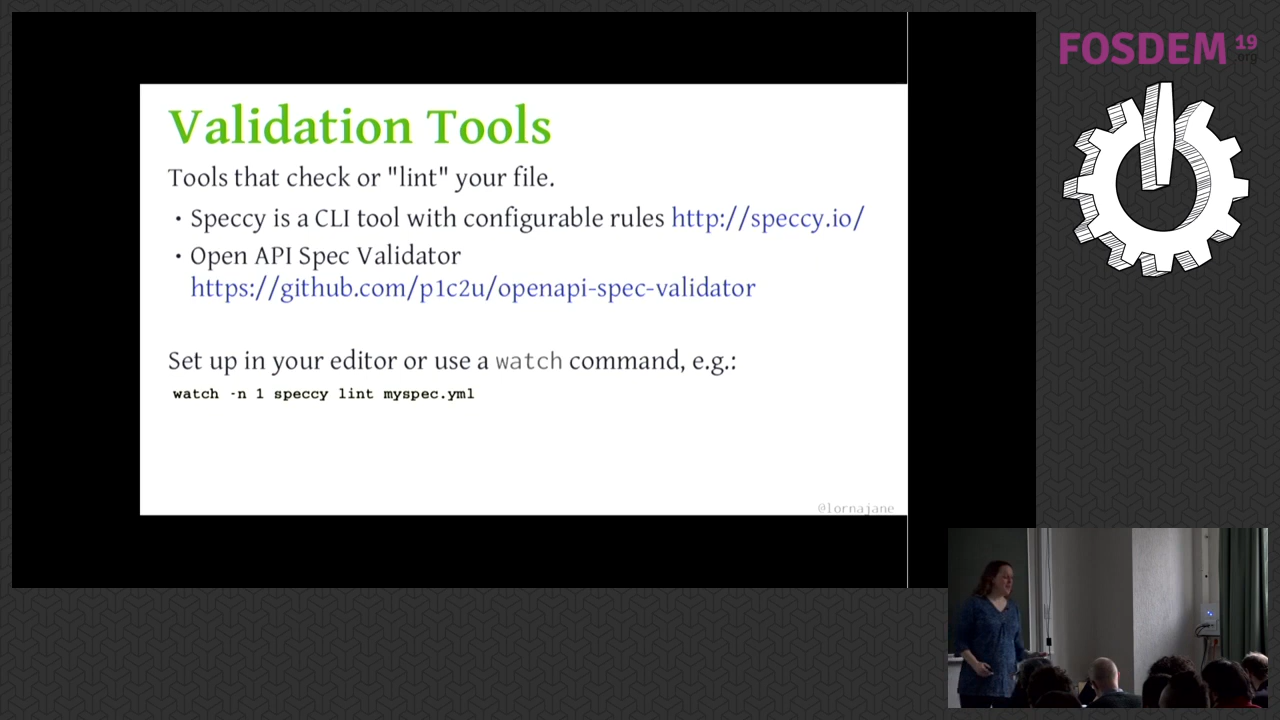 FOSDEM 19
.org
Validation Tools
Tools that check or "lint" your file.
• Speccy is a CLI tool with configurable rules http://speccy.io/
• Open API Spec Validator
https://github.com/p1c2u/openapi-spec-validator
Set up in your editor or use a watch command, e.g.:
watch -n 1 speccy lint myspec.yml
@lornajane